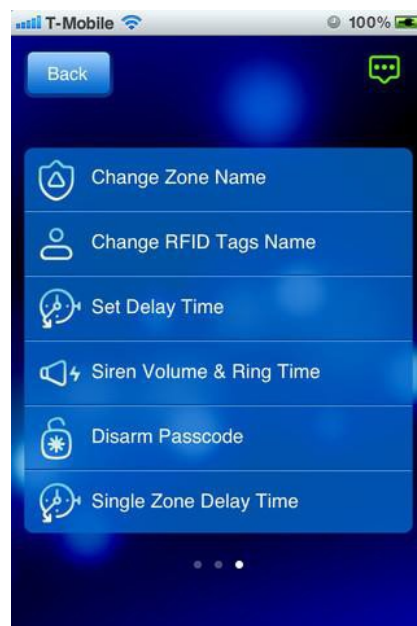 T-Mobile 100%
Back
Change Zone Name
Change RFID Tags Name
Set Delay Time
Siren Volume & Ring Time
Disarm Passcode
Single Zone Delay Time